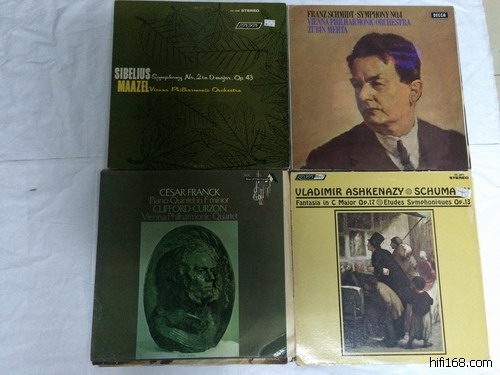 LONDON
STEREO
SIBELIUS Symphony No. 2 in D major, Op. 43
MAAZEL Vienna Philharmonic Orchestra
FRANZ SCHMIDT·SYMPHONY NO.4
VIENNA PHILHARMONIC ORCHESTRA
ZUBIN MEHTA
DECCA
CÉSAR FRANCK
Piano Quintet in F minor
CLIFFORD CURZON
Vienna Philharmonic Quartet
LONDON
STEREO
VLADIMIR ASHKENAZY SCHUMA
Fantasia in C Major Op.17 Etudes Symphoniques Op.13
hifi168.com